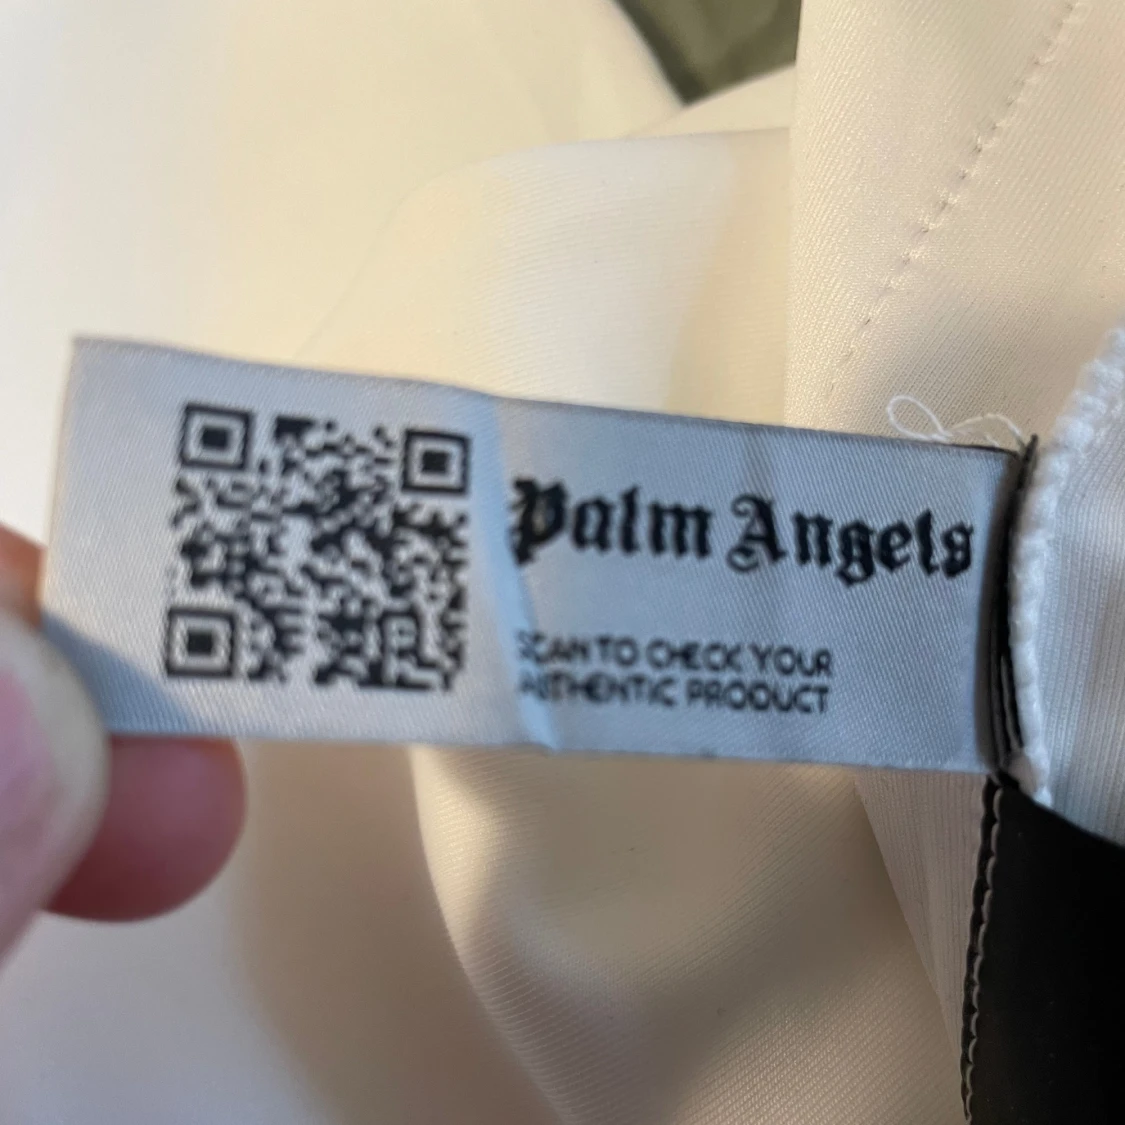 Palm Angels
SCAN TO CHECK YOUR
AUTHENTIC PRODUCT